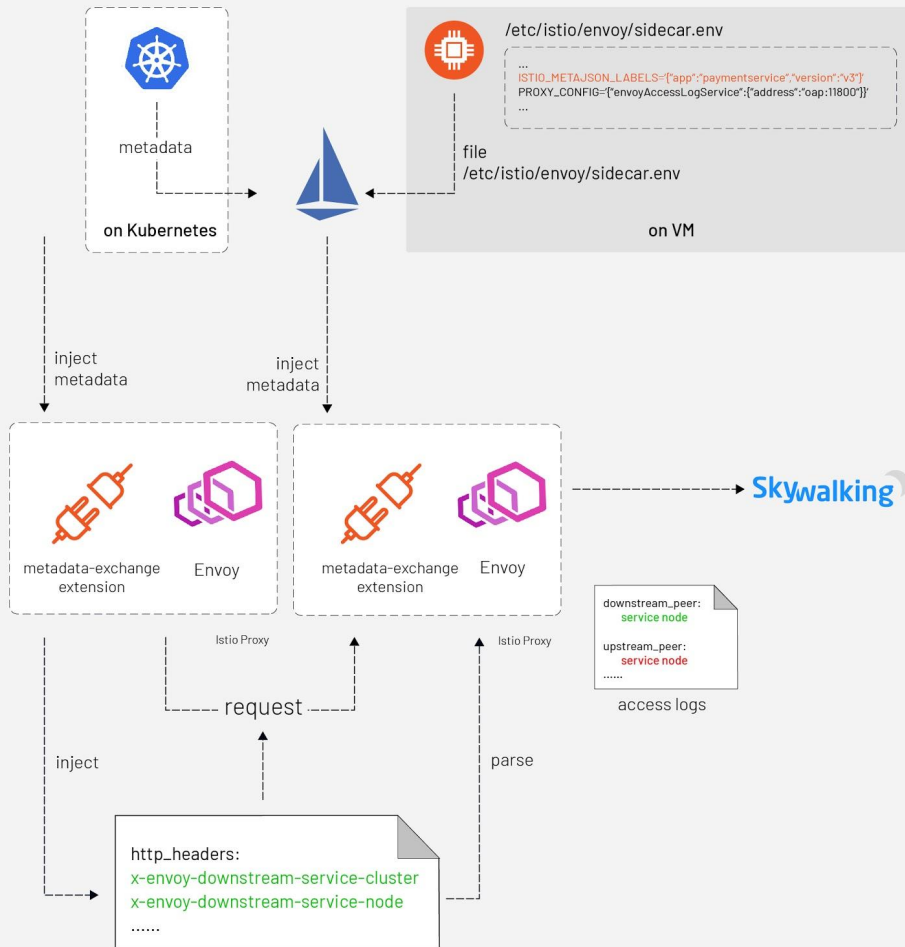 /etc/istio/envoy/sidecar.env
...
ISTIO_METAJSON_LABELS='{"app":"paymentservice","version":"v3"}'
PROXY_CONFIG='{"envoyAccessLogService":{"address":"oap:11800"}}'
...
metadata
file
/etc/istio/envoy/sidecar.env
on Kubernetes
on VM
inject
metadata
inject
metadata
metadata-exchange
extension
Envoy
metadata-exchange
extension
Envoy
Skywalking
Istio Proxy
Istio Proxy
downstream_peer:
service node
upstream_peer:
service node
......
access logs
request
inject
parse
http_headers:
x-envoy-downstream-service-cluster
x-envoy-downstream-service-node
......